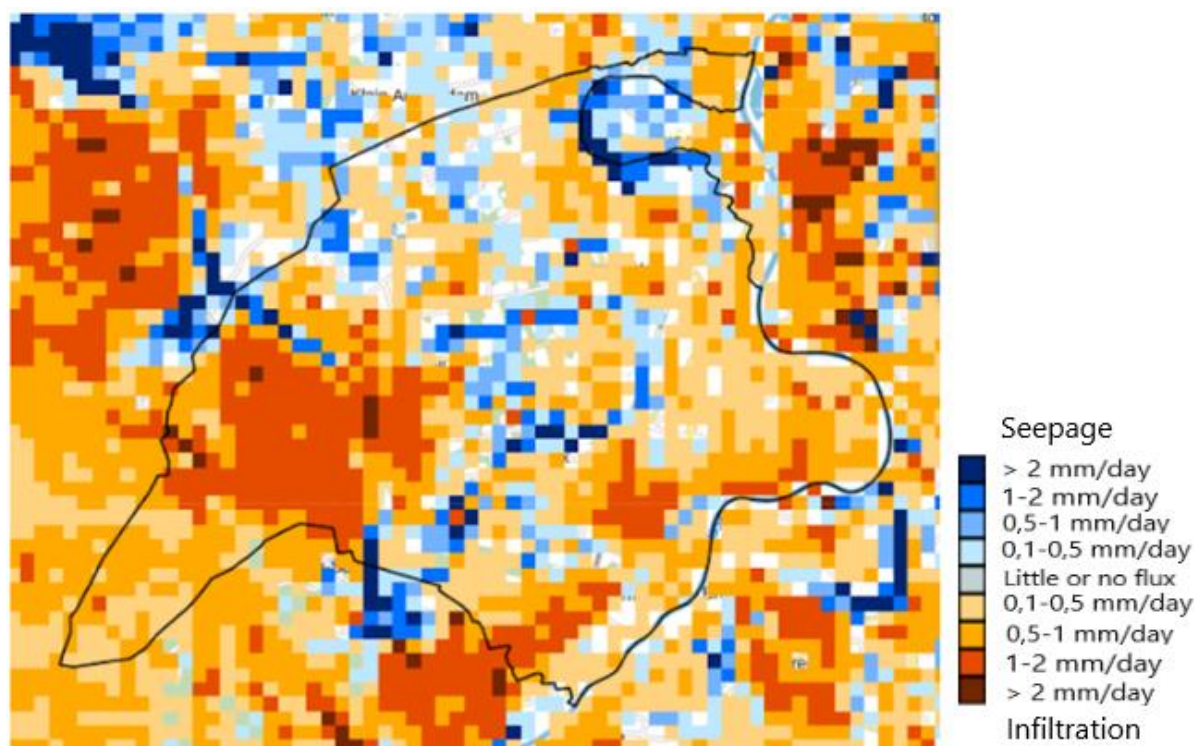 Seepage
> 2 mm/day
1-2 mm/day
0,5-1 mm/day
0,1-0,5 mm/day
Little or no flux
0,1-0,5 mm/day
0,5-1 mm/day
1-2 mm/day
> 2 mm/day
Infiltration